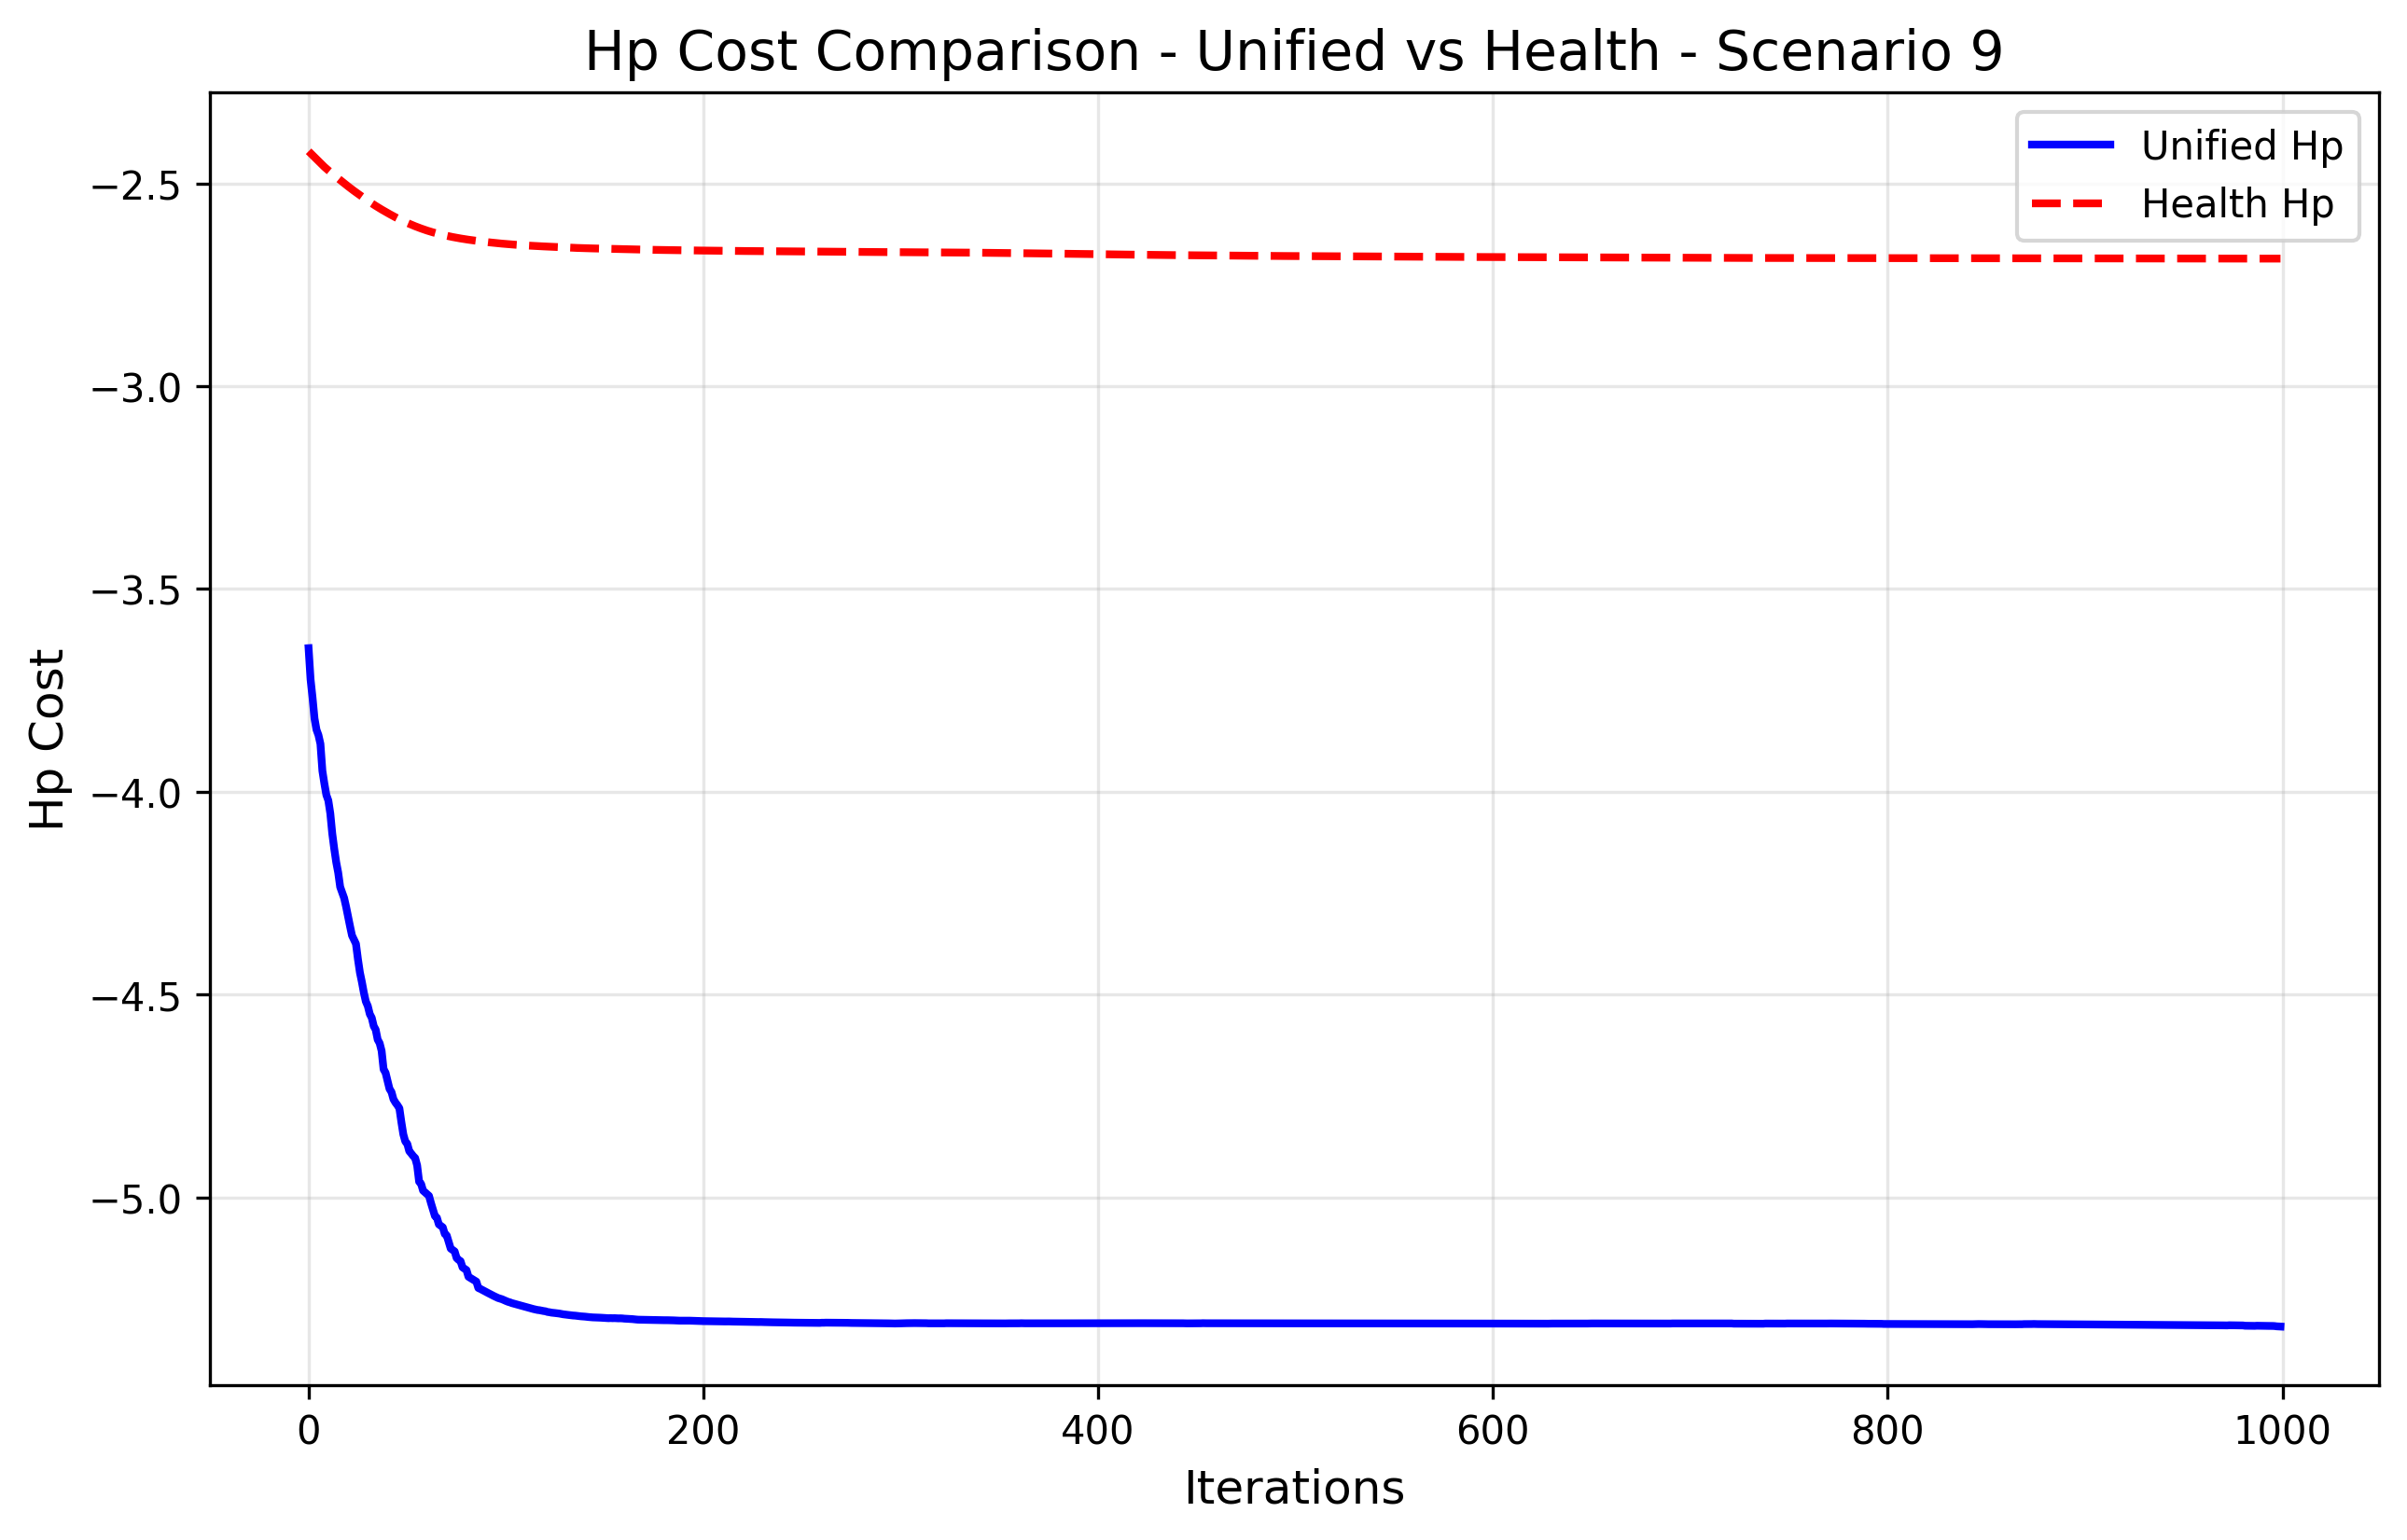 Hp Cost Comparison - Unified vs Health - Scenario 9
Unified Hp
Health Hp
Hp Cost
−2.5
−3.0
−3.5
−4.0
−4.5
−5.0
0 200 400 600 800 1000
Iterations